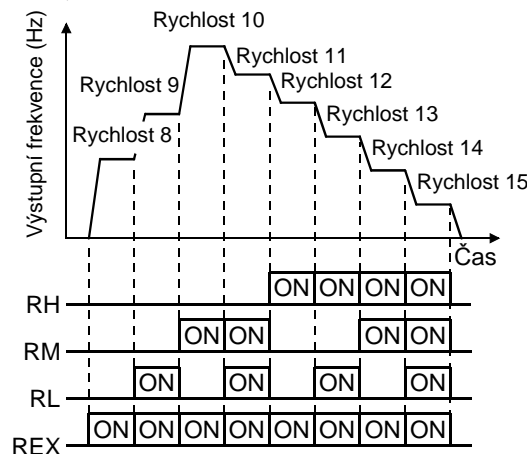 Výstupní frekvence (Hz)
Rychlost 10
Rychlost 11
Rychlost 9
Rychlost 12
Rychlost 13
Rychlost 8
Rychlost 14
Rychlost 15
Čas
RH ON ON ON ON
RM ON ON ON ON
RL ON ON ON ON
REX ON ON ON ON ON ON ON ON